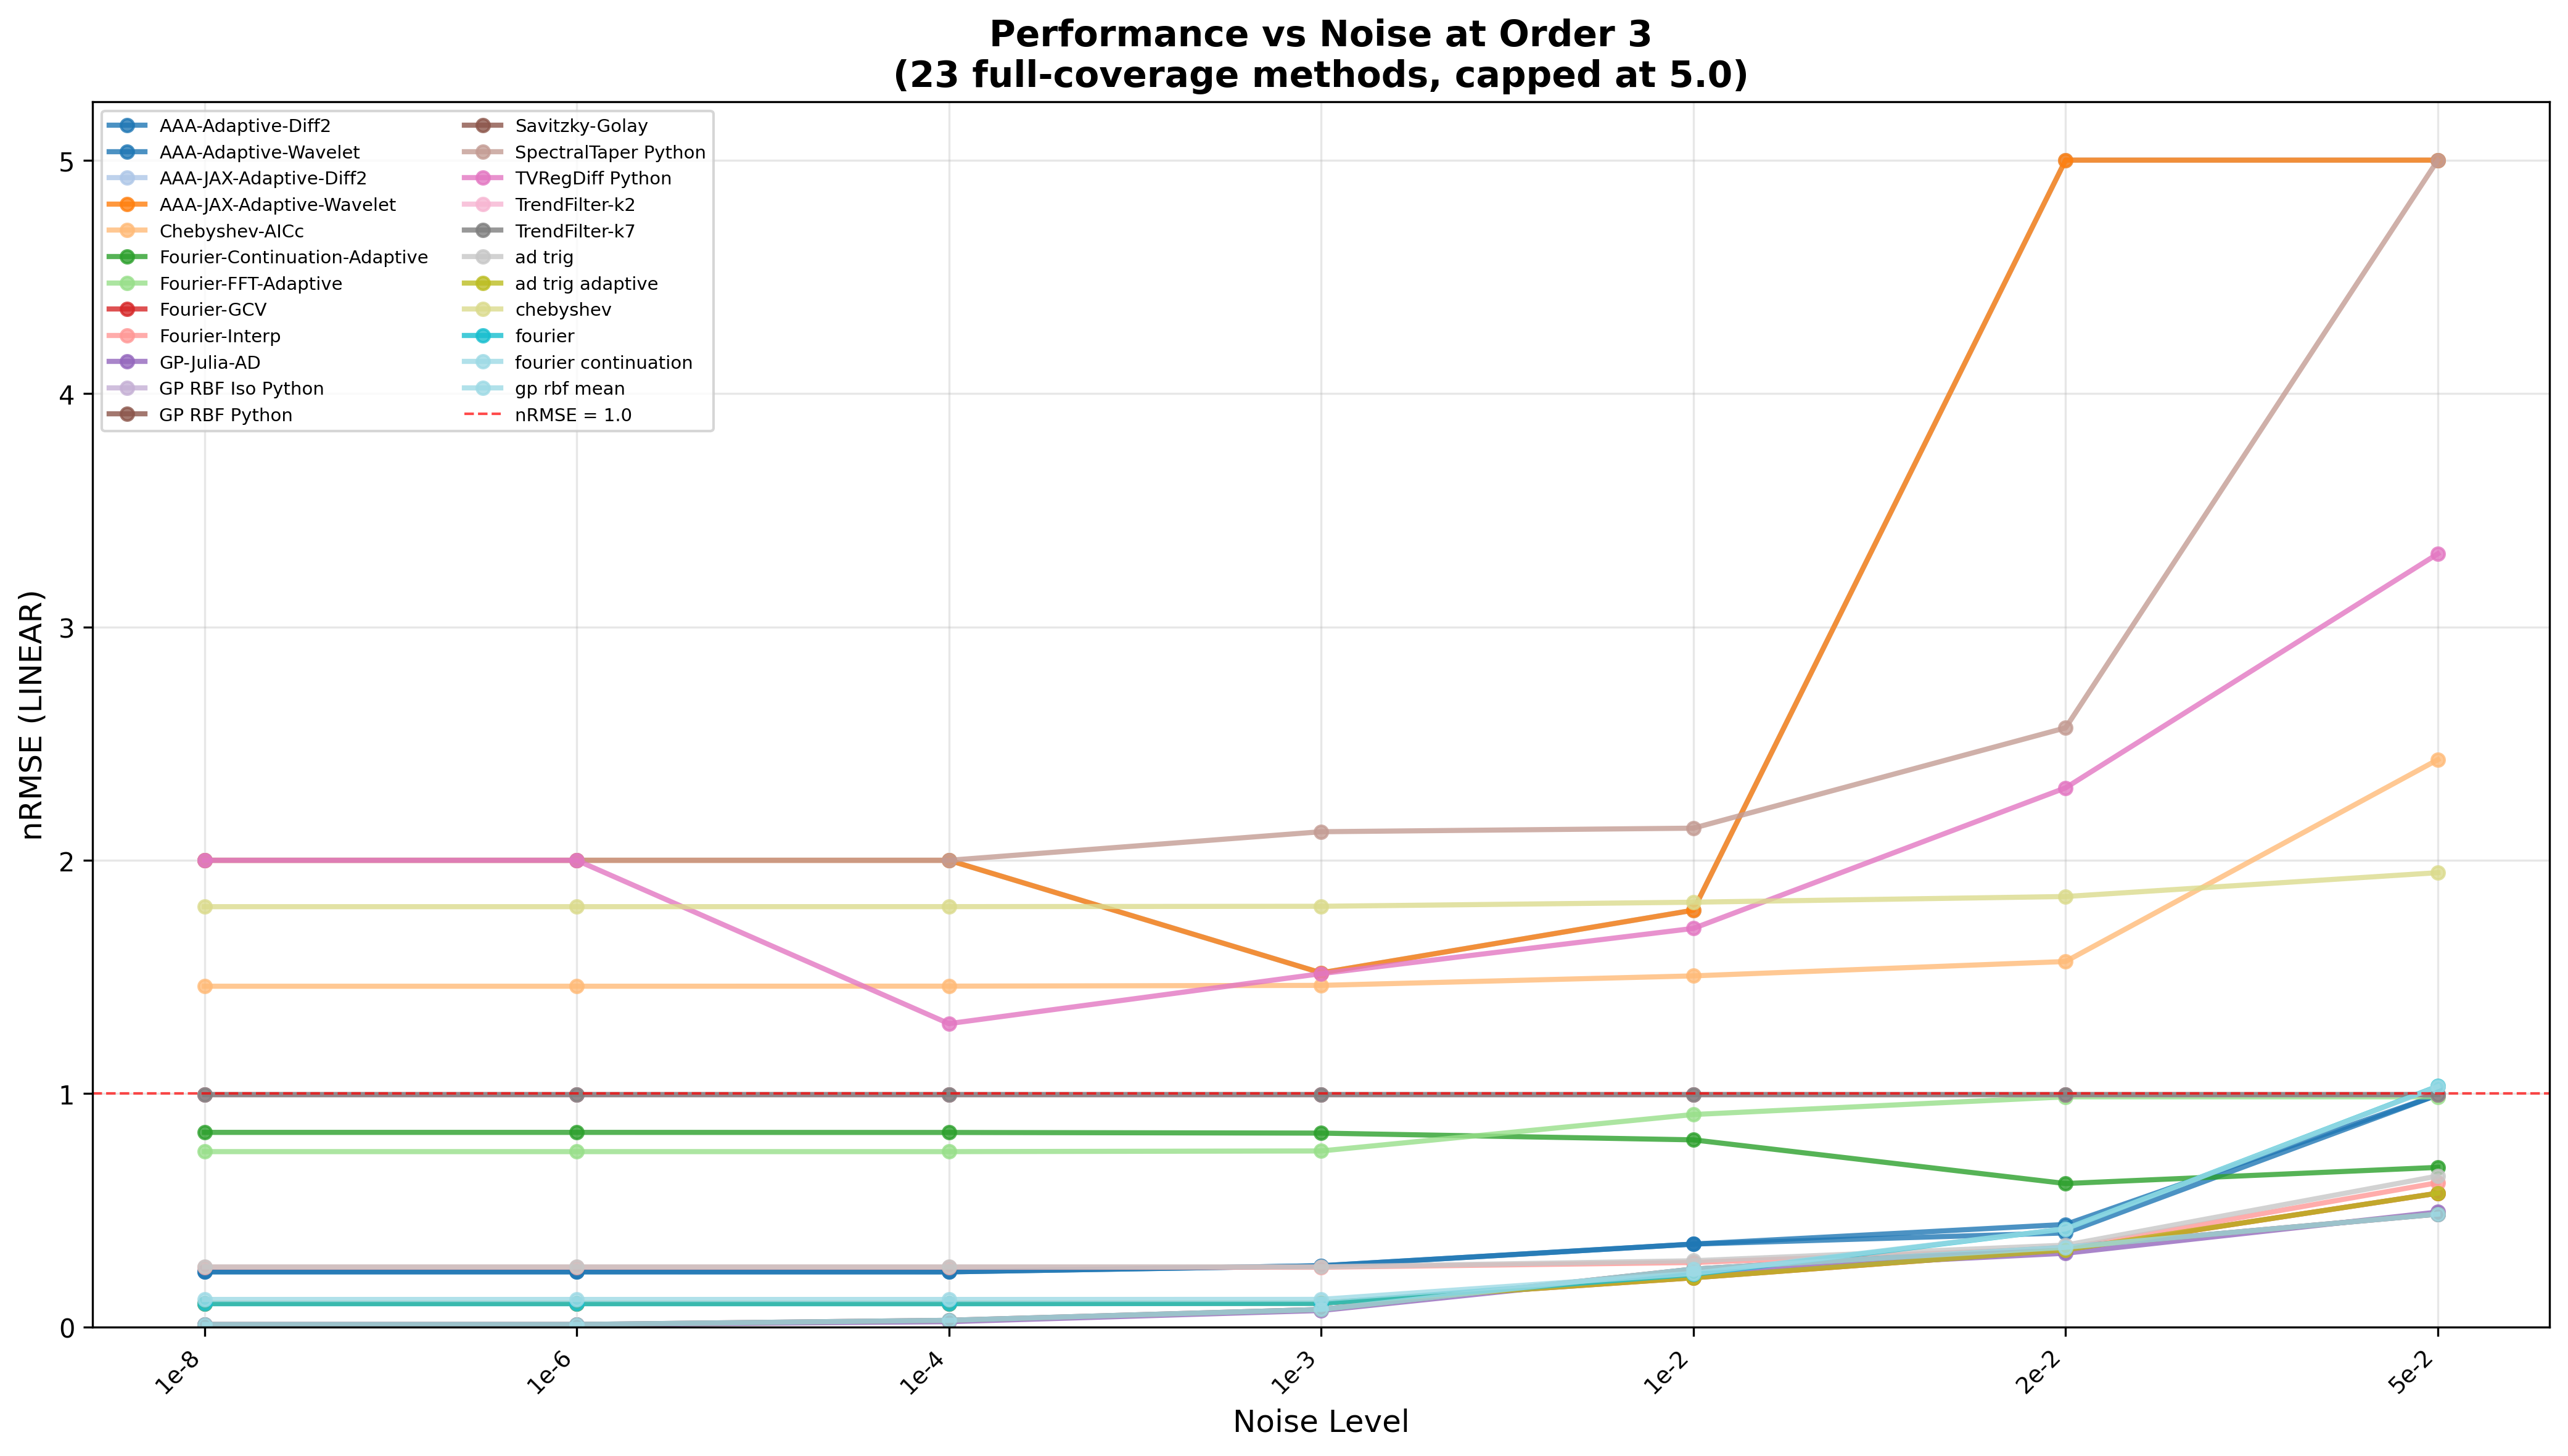 Performance vs Noise at Order 3
(23 full-coverage methods, capped at 5.0)
AAA-Adaptive-Diff2
AAA-Adaptive-Wavelet
AAA-JAX-Adaptive-Diff2
AAA-JAX-Adaptive-Wavelet
Chebyshev-AICc
Fourier-Continuation-Adaptive
Fourier-FFT-Adaptive
Fourier-GCV
Fourier-Interp
GP-Julia-AD
GP RBF Iso Python
GP RBF Python
Savitzky-Golay
SpectralTaper Python
TVRegDiff Python
TrendFilter-k2
TrendFilter-k7
ad trig
ad trig adaptive
chebyshev
fourier
fourier continuation
gp rbf mean
nRMSE = 1.0
nRMSE (LINEAR)
5
4
3
2
1
0
1e-8
1e-6
1e-4
1e-3
1e-2
2e-2
5e-2
Noise Level